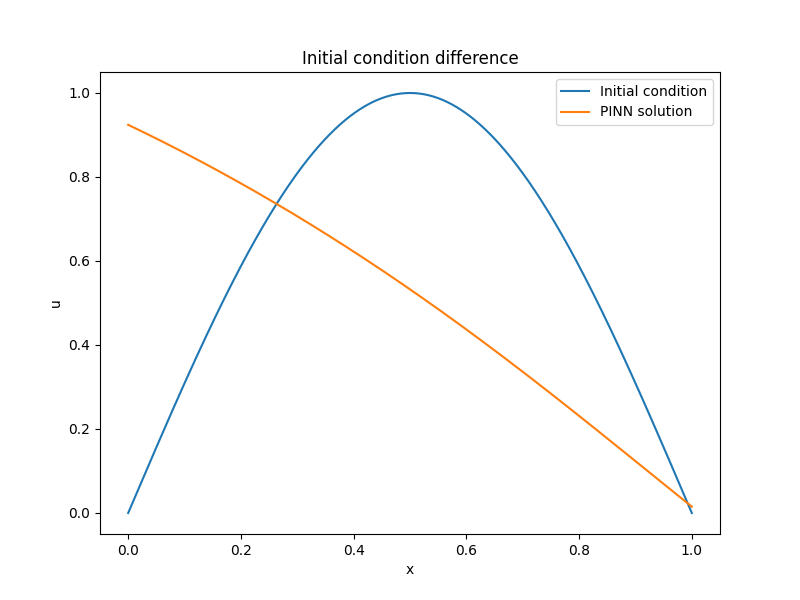 Initial condition difference
Initial condition
PINN solution
1.0
0.8
0.6
0.4
0.2
0.0
u
0.0 0.2 0.4 0.6 0.8 1.0
x